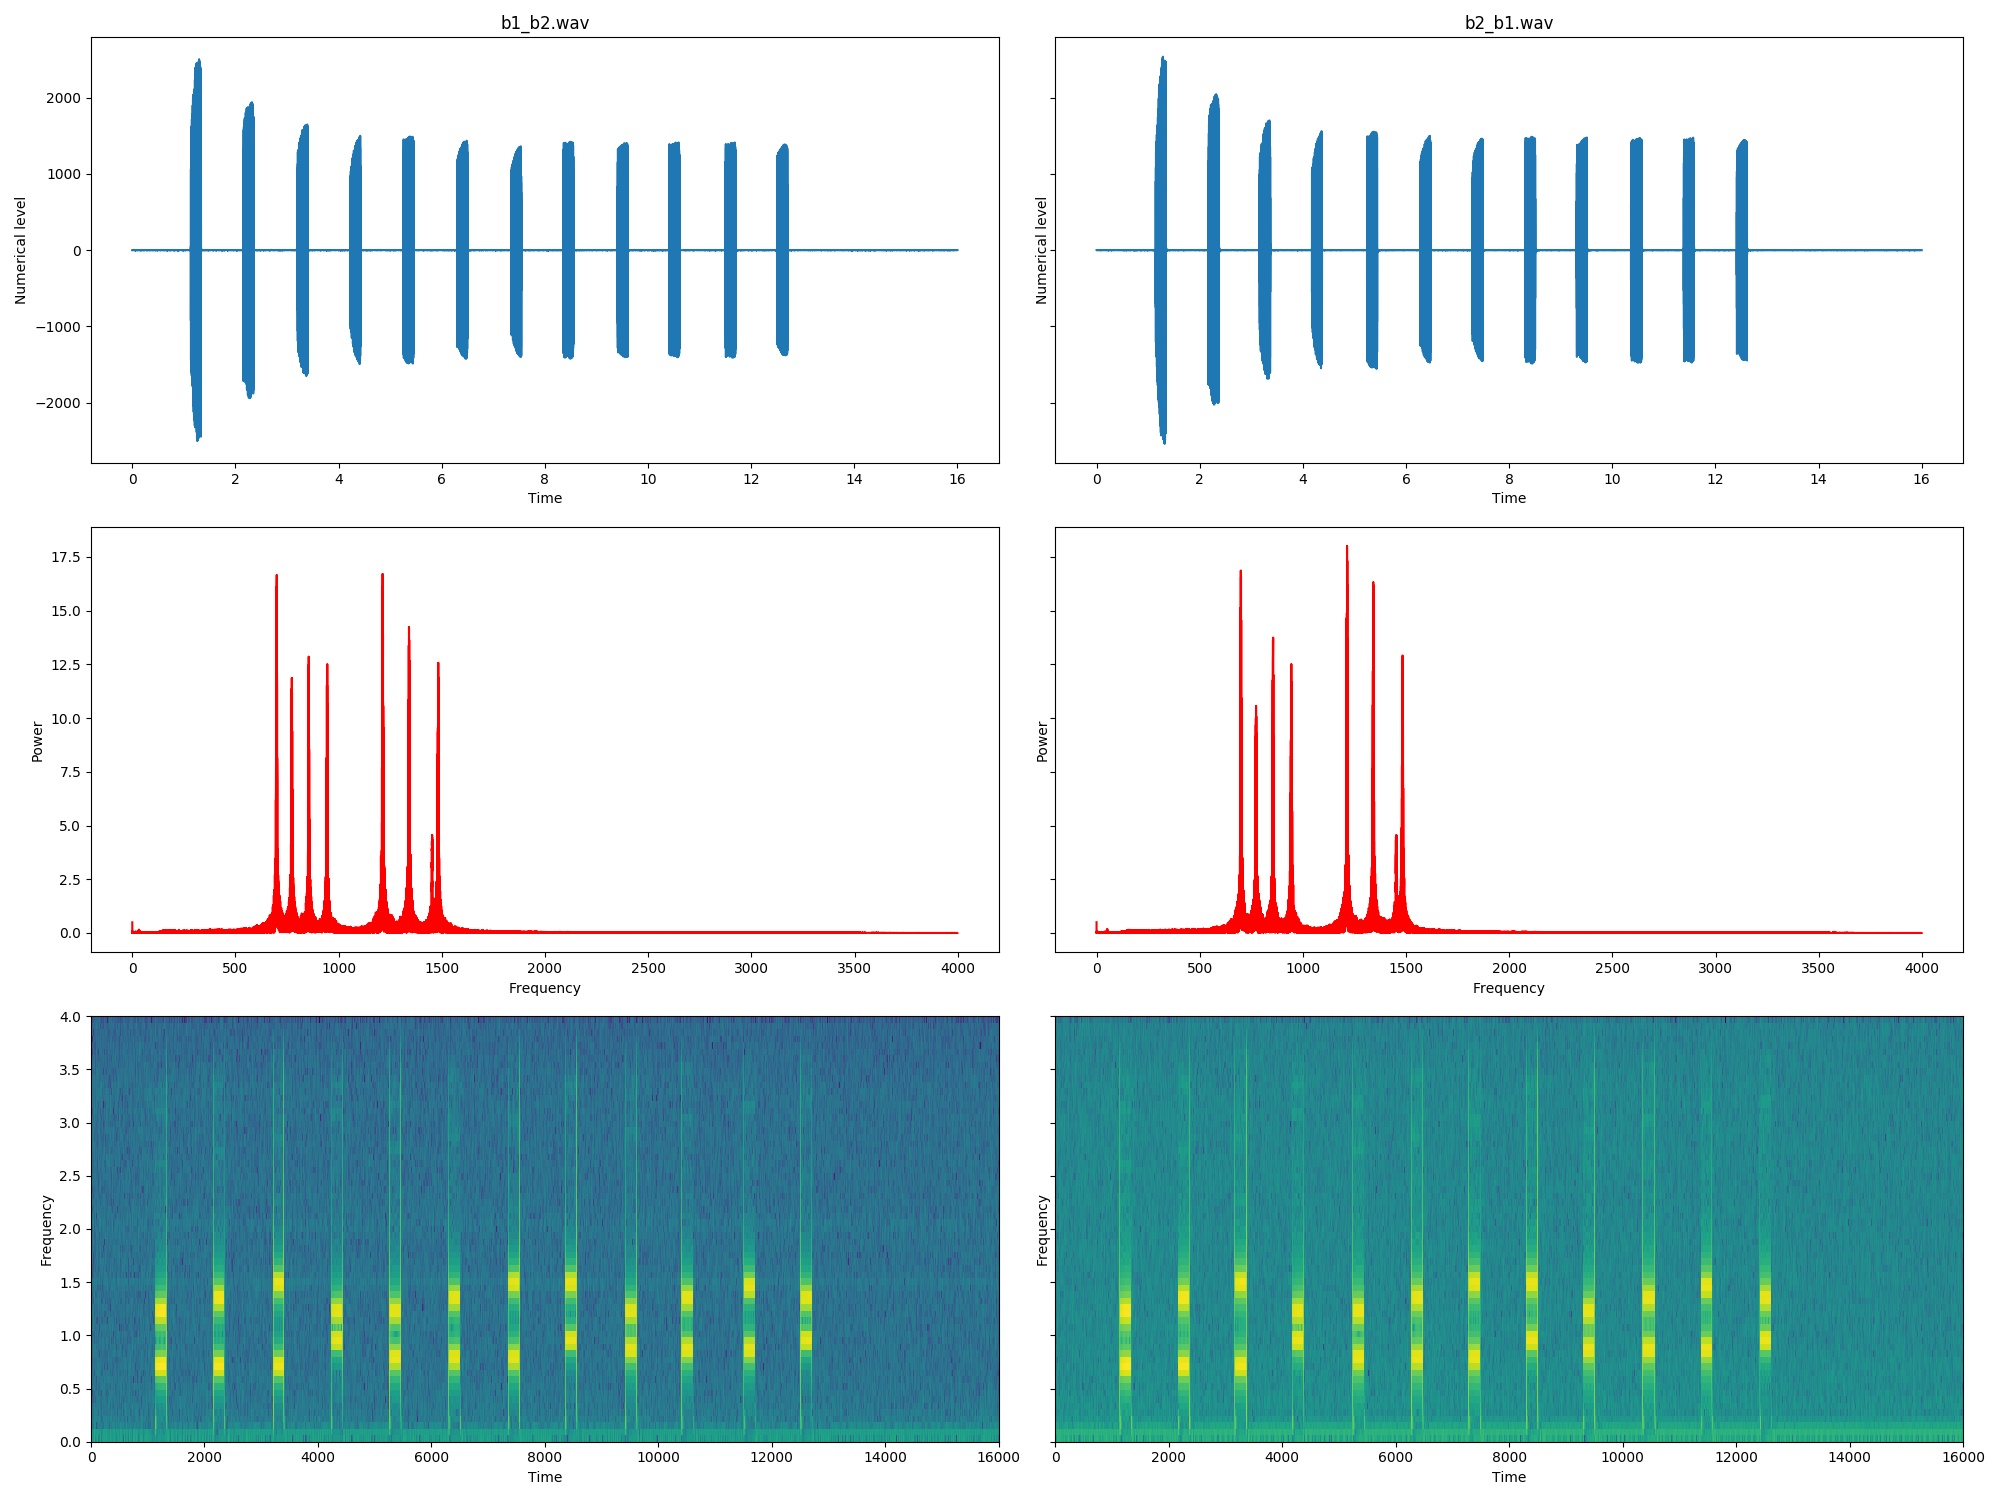 b1_b2.wav
b2_b1.wav
2000
1000
0
−1000
−2000
Numerical level
Numerical level
0 2 4 6 8 10 12 14 16
0 2 4 6 8 10 12 14 16
Time
Time
17.5
15.0
12.5
10.0
7.5
5.0
2.5
0.0
Power
Power
0 500 1000 1500 2000 2500 3000 3500 4000
0 500 1000 1500 2000 2500 3000 3500 4000
Frequency
Frequency
4.0
3.5
3.0
2.5
2.0
1.5
1.0
0.5
0.0
Frequency
Frequency
0 2000 4000 6000 8000 10000 12000 14000 16000
0 2000 4000 6000 8000 10000 12000 14000 16000
Time
Time